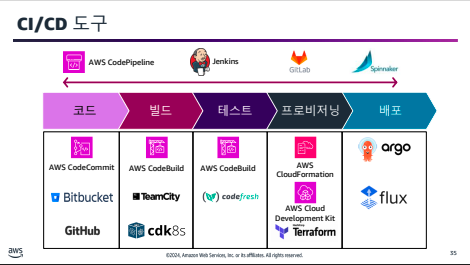 CI/CD 도구
AWS CodePipeline
Jenkins
GitLab
Spinnaker
코드
빌드
테스트
프로비저닝
배포
AWS CodeCommit
Bitbucket
GitHub
AWS CodeBuild
TeamCity
cdk8s
AWS CodeBuild
codefresh
AWS
CloudFormation
AWS Cloud
Development Kit
HashiCorp
Terraform
argo
flux
aws
©2024, Amazon Web Services, Inc. or its affiliates. All rights reserved.
35